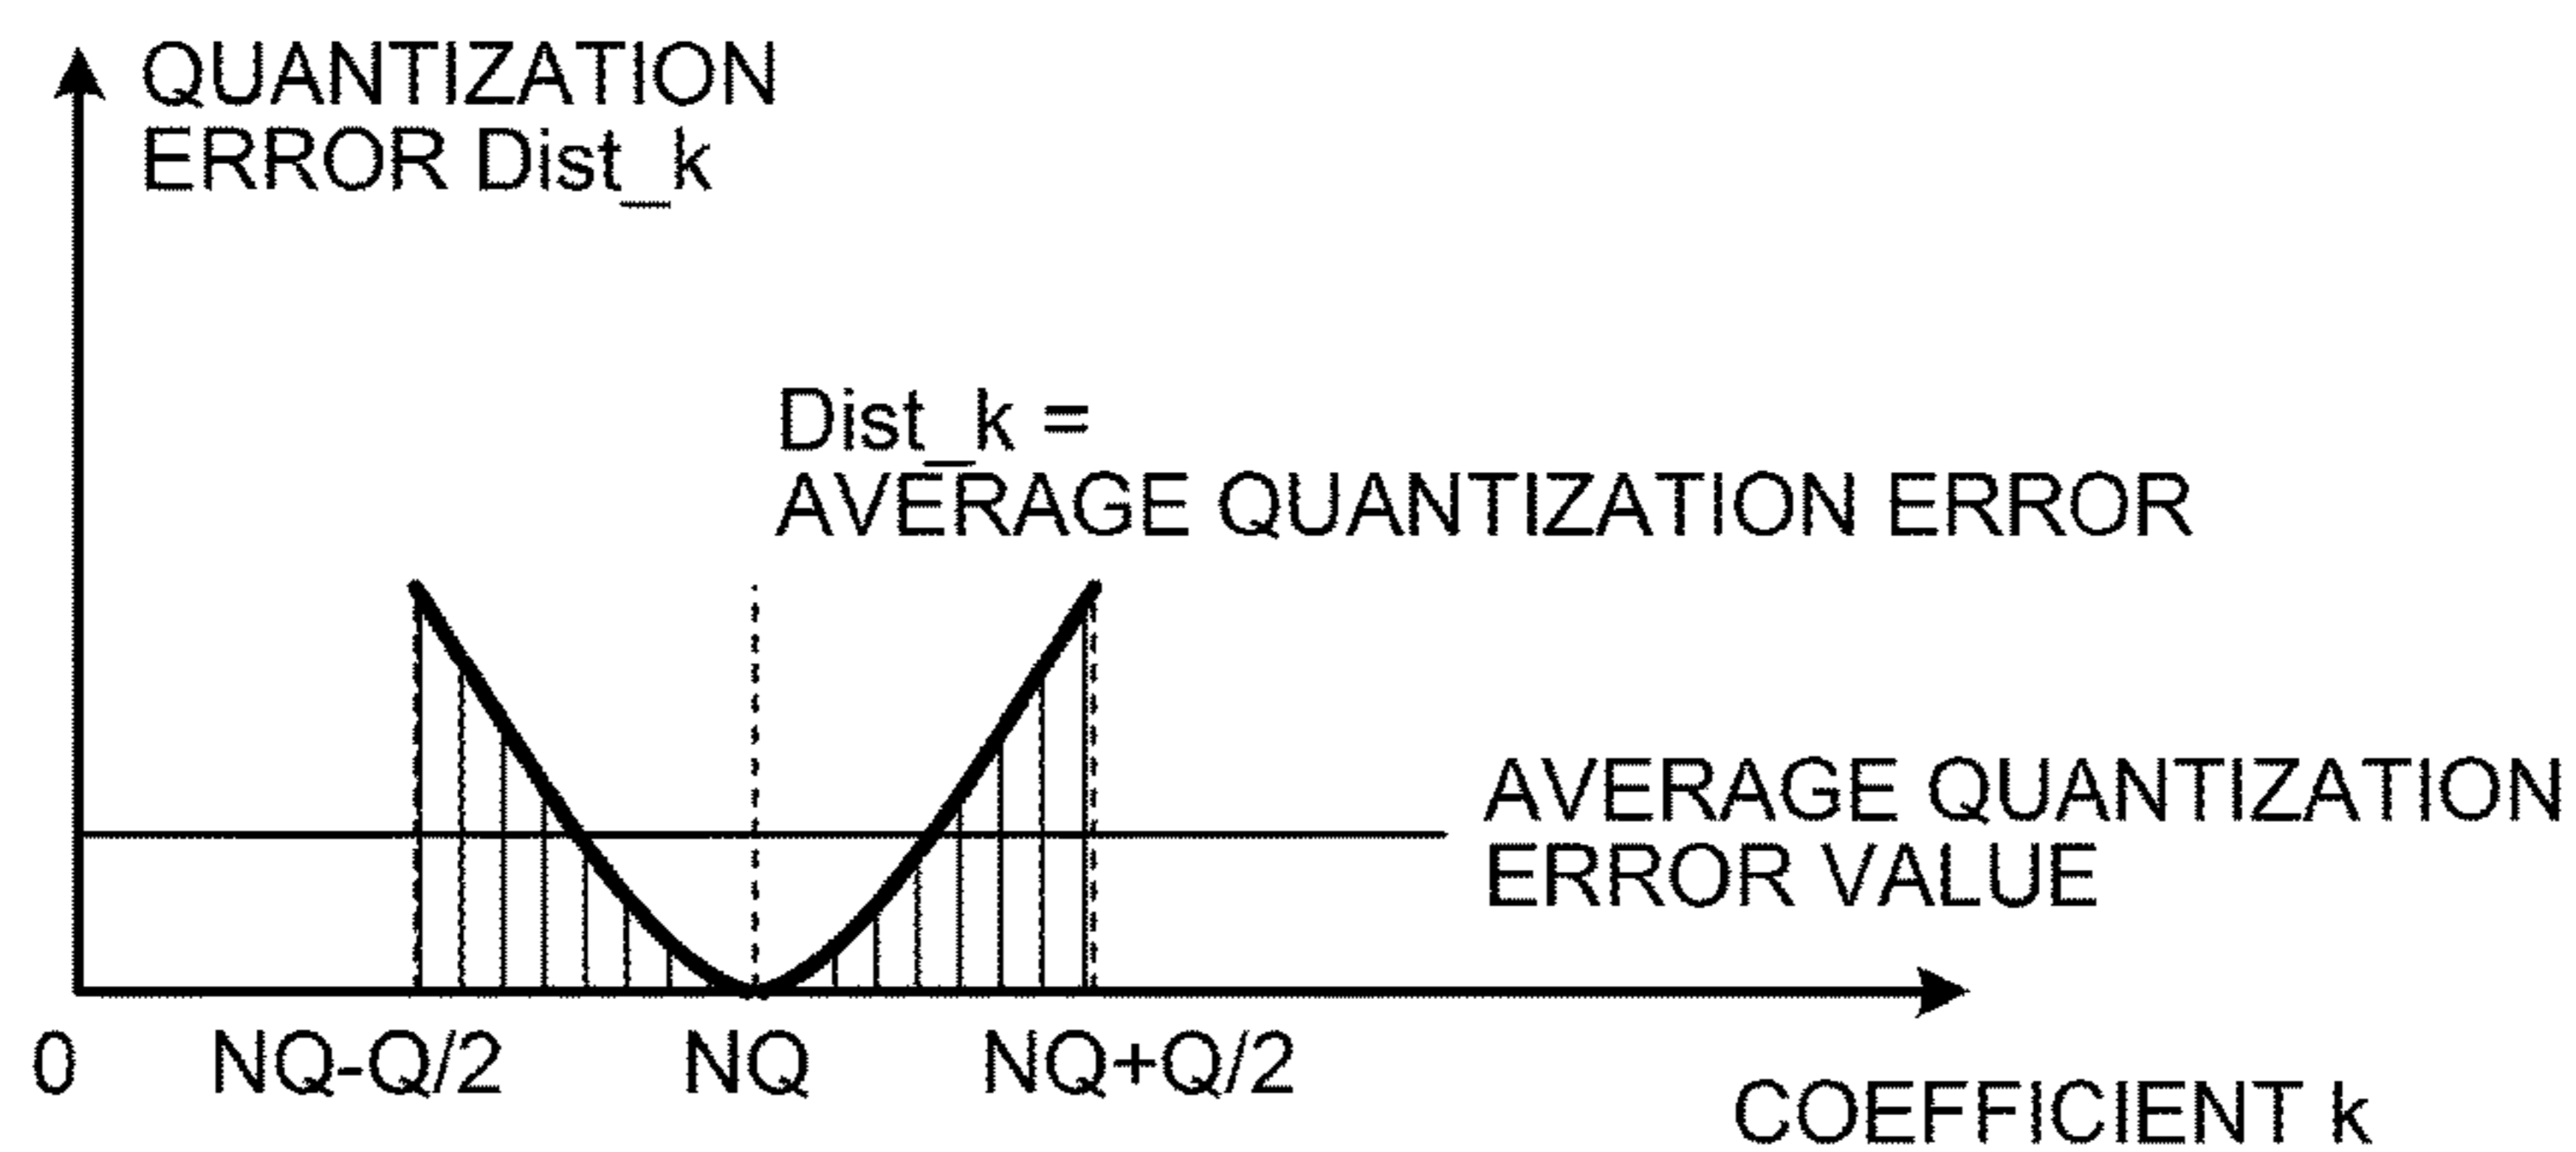 QUANTIZATION
ERROR Dist_k
Dist_k =
AVERAGE QUANTIZATION ERROR
AVERAGE QUANTIZATION
ERROR VALUE
0
NQ-Q/2
NQ
NQ+Q/2
COEFFICIENT k